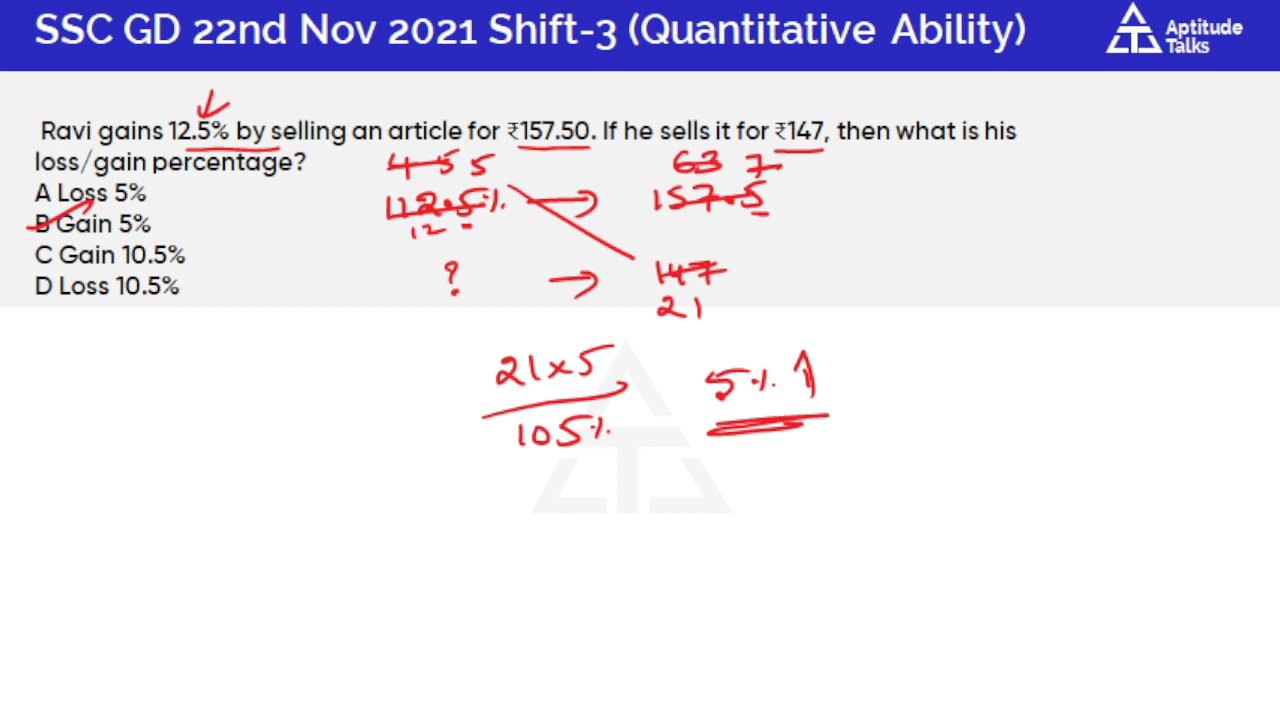 SSC GD 22nd Nov 2021 Shift-3 (Quantitative Ability)
Aptitude
Talks
Ravi gains 12.5% by selling an article for ₹157.50. If he sells it for ₹147, then what is his
loss/gain percentage?
45 5 63 7
A Loss 5%
112.5% → 157.5
B Gain 5%
12
C Gain 10.5%
? → 147
D Loss 10.5%
21
21×5
5% ↑
105%